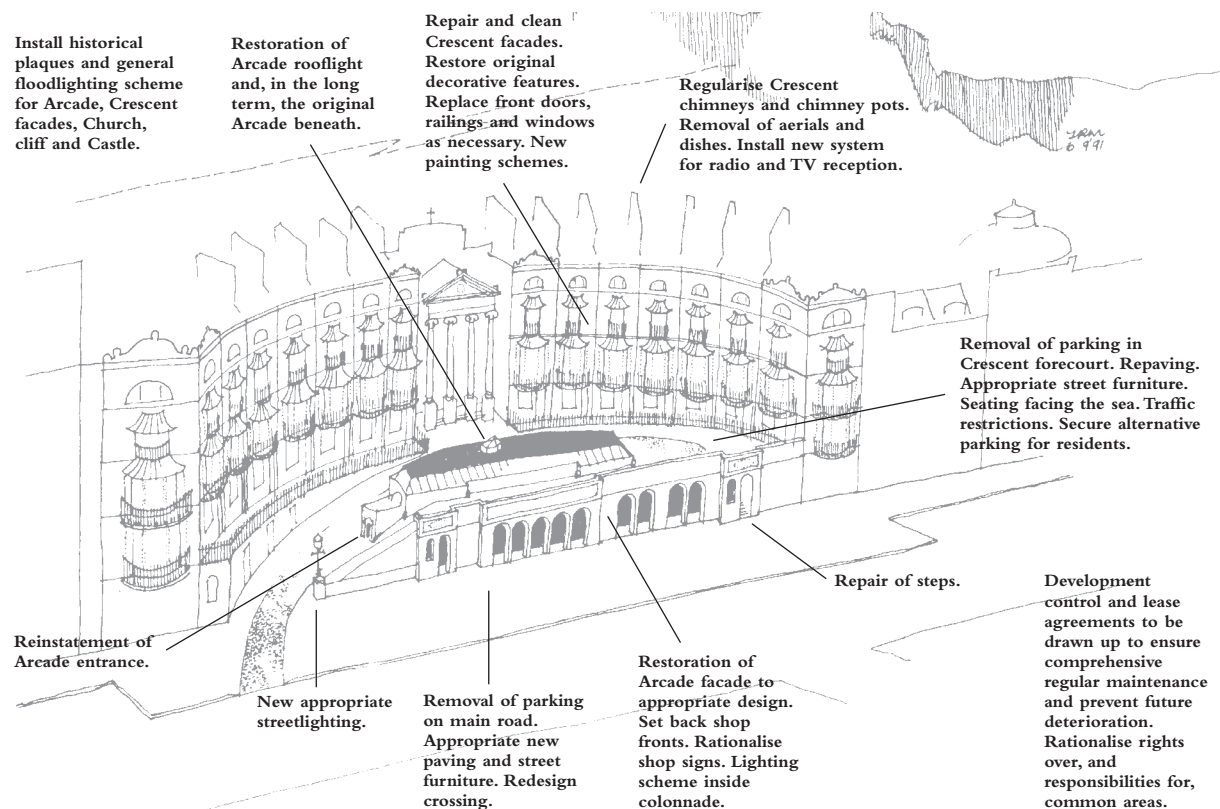 Install historical
plaques and general
floodlighting scheme
for Arcade, Crescent
facades, Church,
cliff and Castle.
Restoration of
Arcade rooflight
and, in the long
term, the original
Arcade beneath.
Repair and clean
Crescent facades.
Restore original
decorative features.
Replace front doors,
railings and windows
as necessary. New
painting schemes.
Regularise Crescent
chimneys and chimney pots.
Removal of aerials and
dishes. Install new system
for radio and TV reception.
6 9'91
Removal of parking in
Crescent forecourt. Repaving.
Appropriate street furniture.
Seating facing the sea. Traffic
restrictions. Secure alternative
parking for residents.
Repair of steps.
Development
control and lease
agreements to be
drawn up to ensure
comprehensive
regular maintenance
and prevent future
deterioration.
Rationalise rights
over, and
responsibilities for,
common areas.
Reinstatement of
Arcade entrance.
New appropriate
streetlighting.
Removal of parking
on main road.
Appropriate new
paving and street
furniture. Redesign
crossing.
Restoration of
Arcade facade to
appropriate design.
Set back shop
fronts. Rationalise
shop signs. Lighting
scheme inside
colonnade.